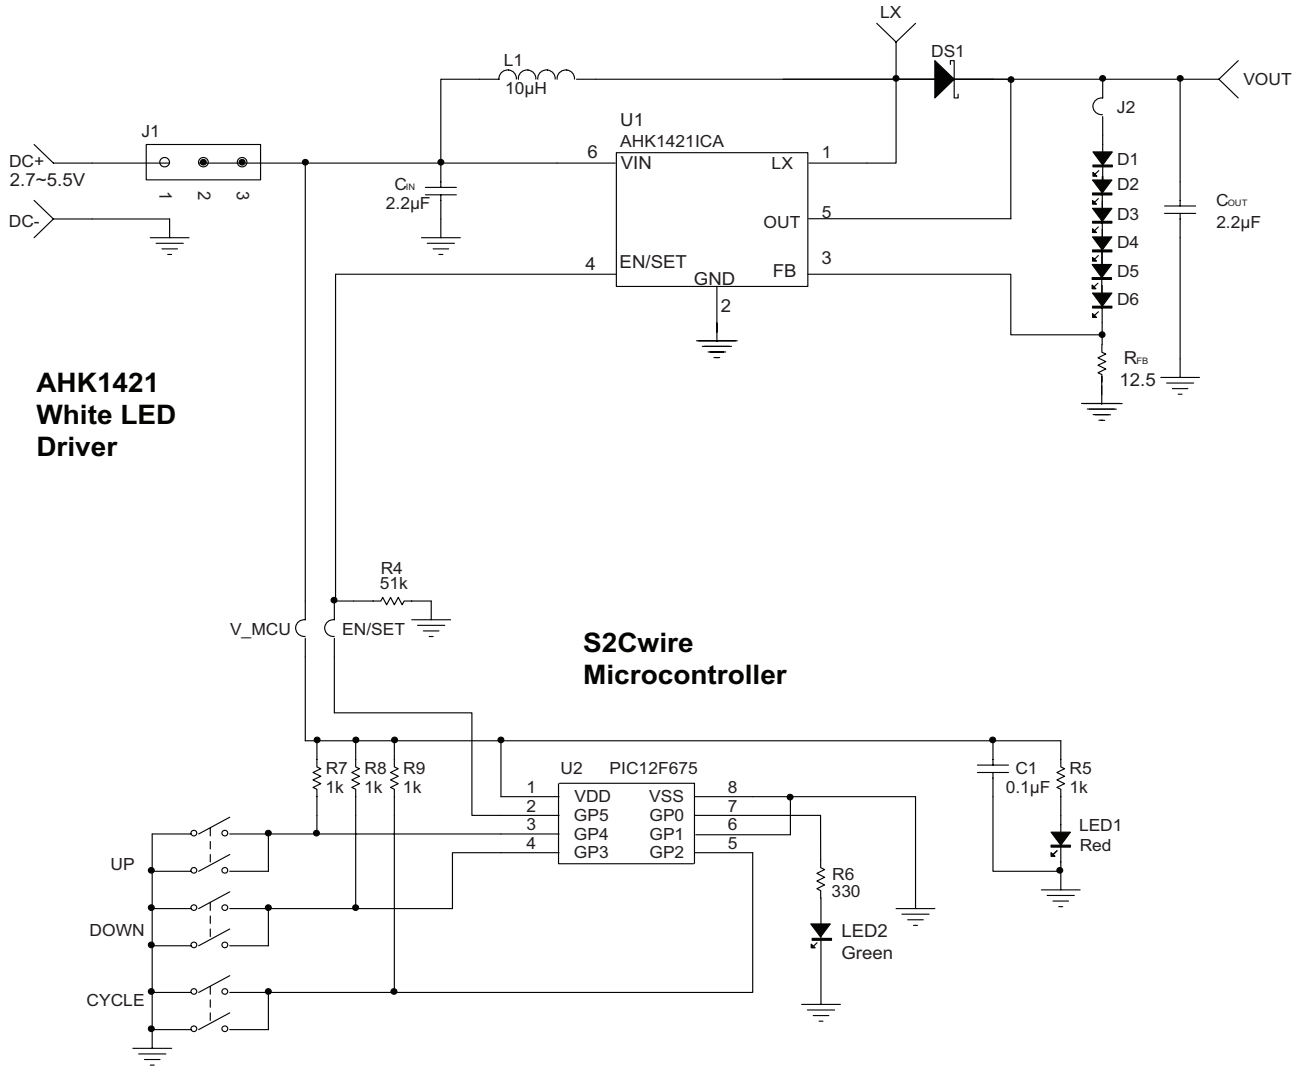 LX
L1
10µH
DS1
VOUT
J2
J1
DC+
2.7~5.5V
DC-
1 2 3
U1
AHK1421ICA
6 VIN
LX 1
OUT 5
4 EN/SET
FB 3
GND
2
CIN
2.2µF
D1
D2
D3
D4
D5
D6
COUT
2.2µF
RFB
12.5
AHK1421
White LED
Driver
R4
51k
V_MCU
EN/SET
S2Cwire
Microcontroller
R7
1k
R8
1k
R9
1k
U2 PIC12F675
1 VDD VSS 8
2 GP5 GP0 7
3 GP4 GP1 6
4 GP3 GP2 5
C1
0.1µF
R5
1k
LED1
Red
R6
330
LED2
Green
UP
DOWN
CYCLE